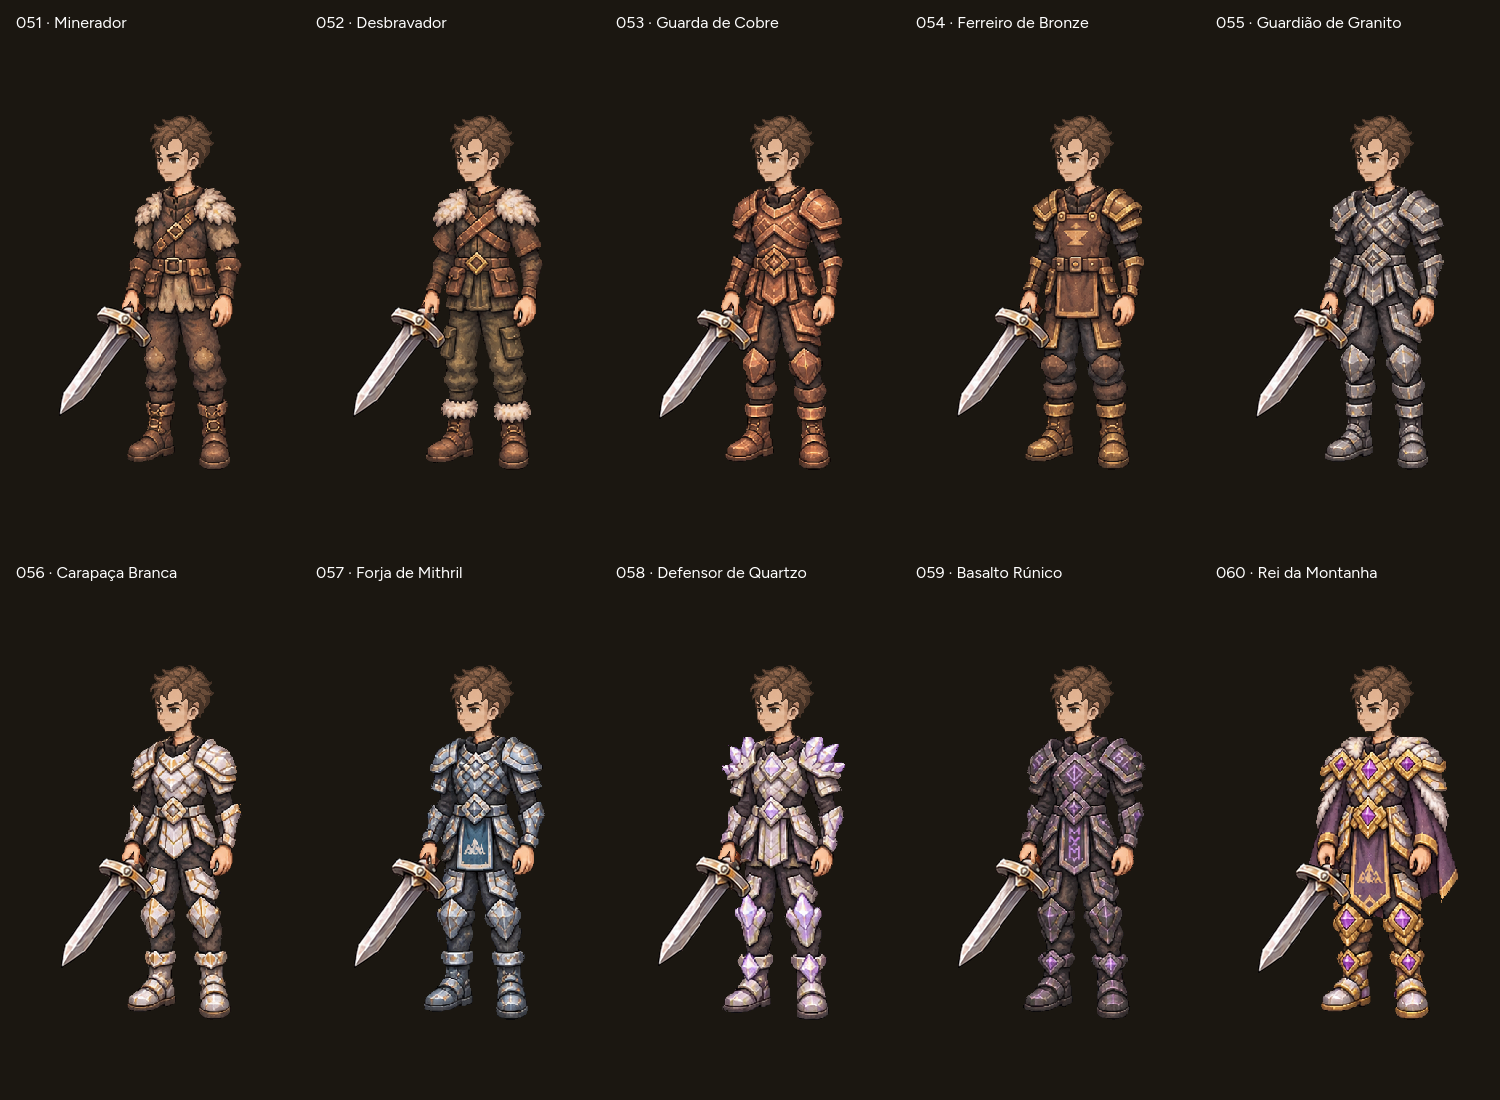 051 · Minerador
052 · Desbravador
053 · Guarda de Cobre
054 · Ferreiro de Bronze
055 · Guardião de Granito
056 · Carapaça Branca
057 · Forja de Mithril
058 · Defensor de Quartzo
059 · Basalto Rúnico
060 · Rei da Montanha